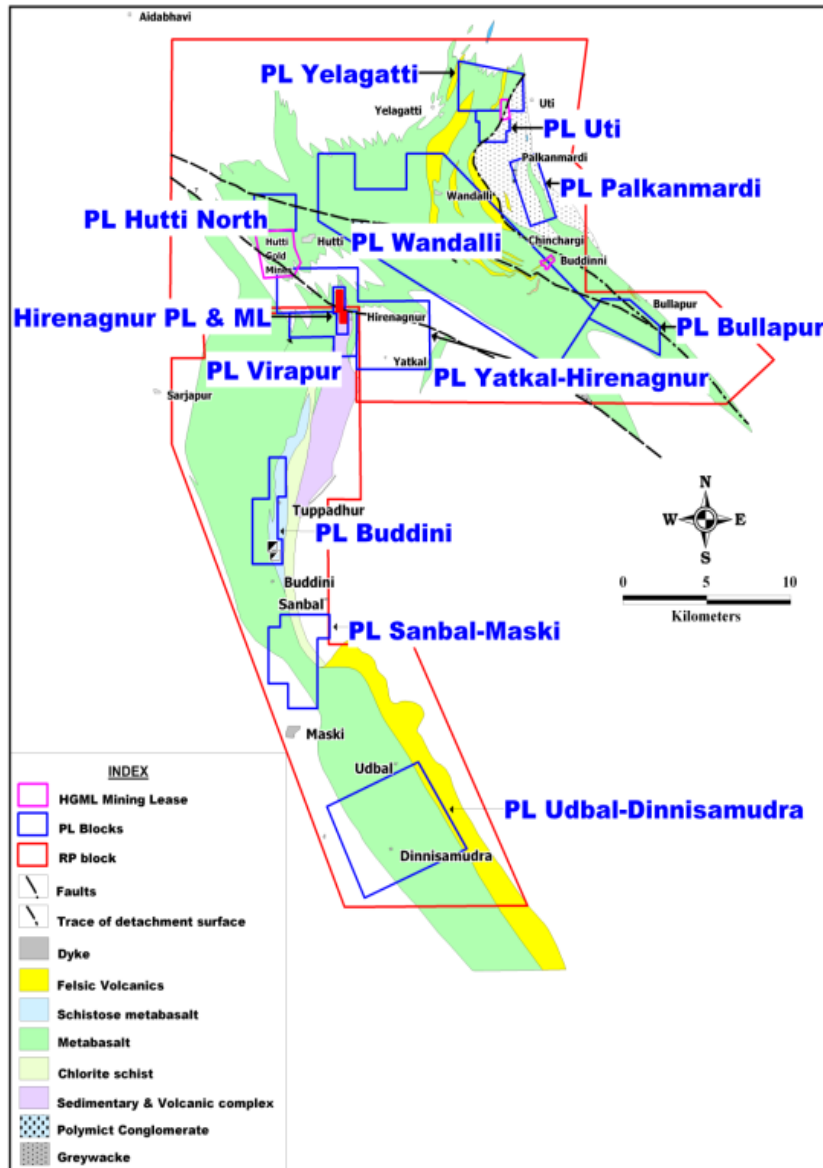 Aidabhavi
PL Yelagatti
Yelagatti
Uti
PL Uti
Palkanmardi
PL Palkanmardi
Wandalli
PL Hutti North
Hutti
Gold
Mines
Hutti
PL Wandalli
Chinchargi
Buddinni
Bullapur
Hirenagnur PL & ML
Hirenagnur
PL Bullapur
Yatkal
PL Virapur
PL Yatkal-Hirenagnur
Sarjapur
Tuppadhur
PL Buddini
N
W E
S
Buddini
Sanbal
0 5 10
Kilometers
PL Sanbal-Maski
Maski
Udbal
PL Udbal-Dinnisamudra
Dinnisamudra
INDEX
HGML Mining Lease
PL Blocks
RP block
Faults
Trace of detachment surface
Dyke
Felsic Volcanics
Schistose metabasalt
Metabasalt
Chlorite schist
Sedimentary & Volcanic complex
Polymict Conglomerate
Greywacke